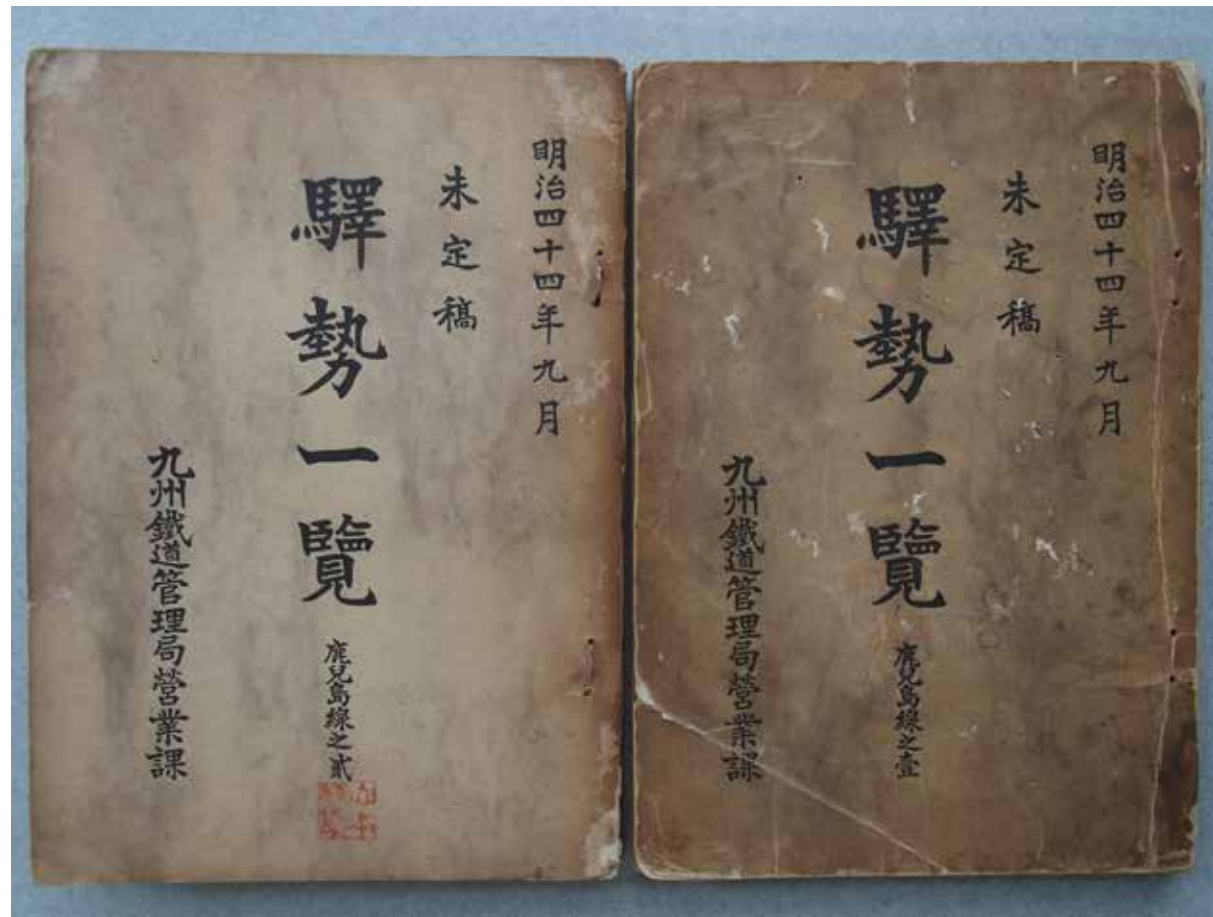 明治四十四年九月
未定稿
驛勢一覽
鹿兒島線之壹
九州鐵道管理局營業課
明治四十四年九月
未定稿
驛勢一覽
鹿兒島線之貳
九州鐵道管理局營業課